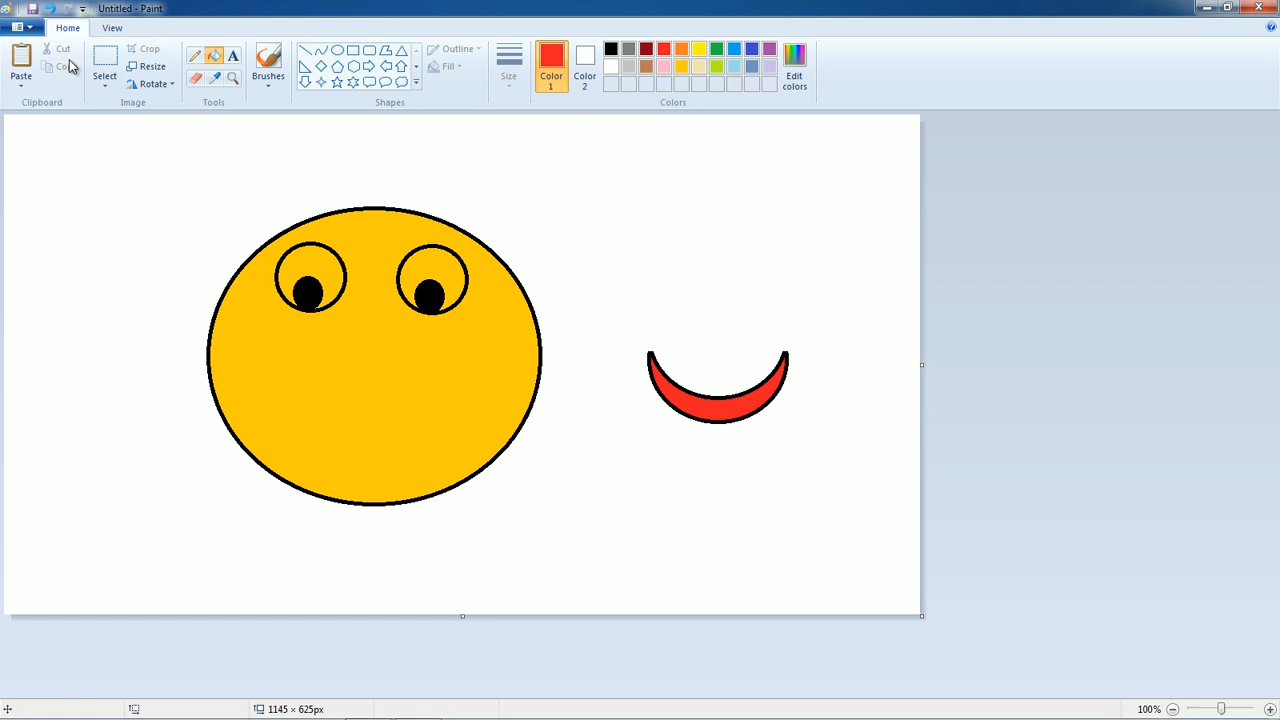 Untitled - Paint
Home View
Paste
Cut
Select
Crop
Resize
Rotate
A
Brushes
Outline
Fill
Size
Color 1
Color 2
Edit colors
Clipboard Image Tools Shapes Colors
1145 × 625px 100%